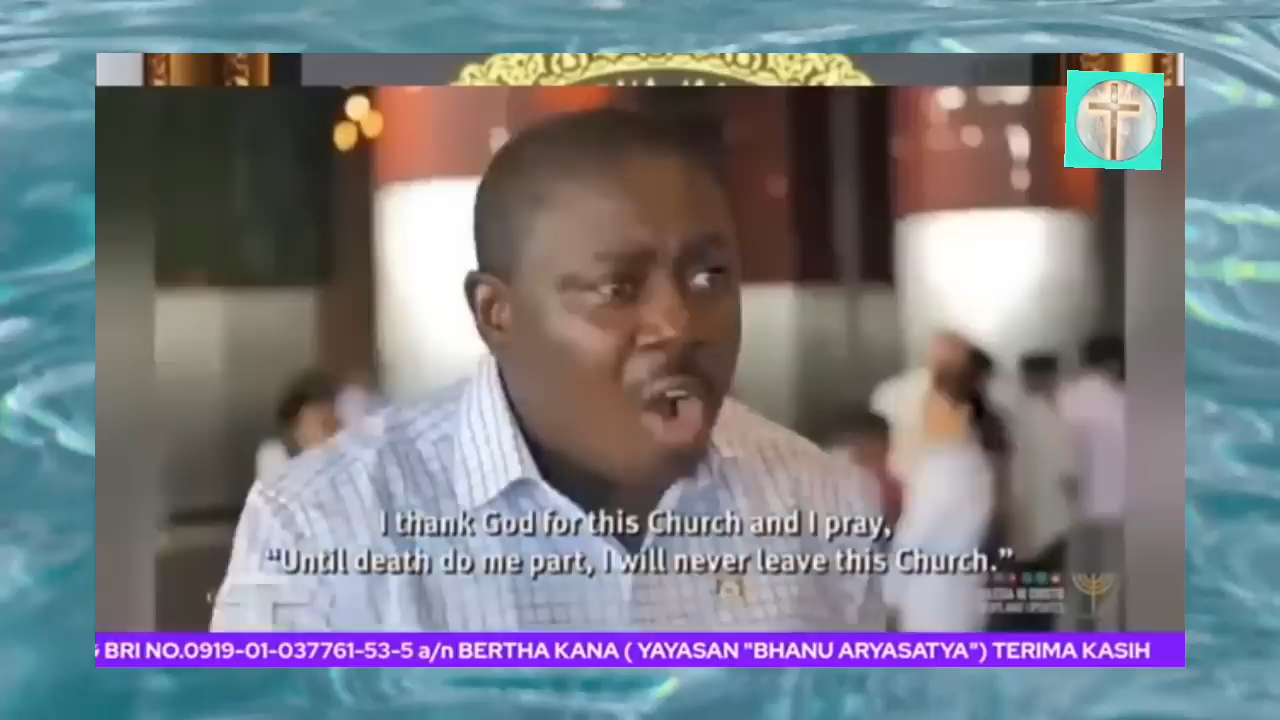 I thank God for this Church and I pray,
“Until death do me part, I will never leave this Church.”
BRI NO.0919-01-037761-53-5 a/n BERTHA KANA ( YAYASAN "BHANU ARYASATYA") TERIMA KASIH